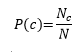 P(c) = N_c / N